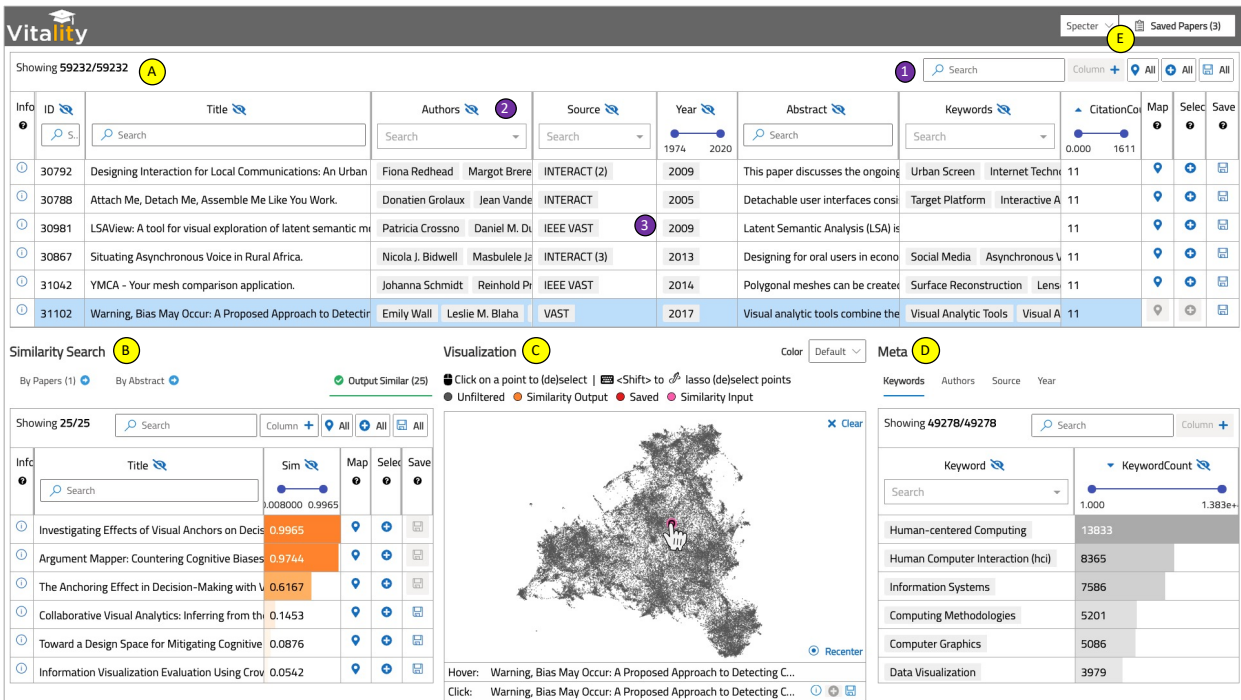 Vitality
Specter
E
Saved Papers (3)
Showing 59232/59232
A
1
Search
Column +
All
All
All
Info
ID
Title
Authors
2
Source
Year
Abstract
Keywords
CitationCou
Map
Selec
Save
S..
Search
Search
Search
1974 2020
Search
Search
0.000 1611
30792 Designing Interaction for Local Communications: An Urban Fiona Redhead Margot Brere INTERACT (2) 2009 This paper discusses the ongoing Urban Screen Internet Techno 11
30788 Attach Me, Detach Me, Assemble Me Like You Work. Donatien Grolaux Jean Vande INTERACT 2005 Detachable user interfaces consi Target Platform Interactive A 11
30981 LSAView: A tool for visual exploration of latent semantic mo Patricia Crossno Daniel M. Du IEEE VAST 3 2009 Latent Semantic Analysis (LSA) is 11
30867 Situating Asynchronous Voice in Rural Africa. Nicola J. Bidwell Masbulele Ja INTERACT (3) 2013 Designing for oral users in econo Social Media Asynchronous V 11
31042 YMCA - Your mesh comparison application. Johanna Schmidt Reinhold Pr IEEE VAST 2014 Polygonal meshes can be created Surface Reconstruction Lens 11
31102 Warning, Bias May Occur: A Proposed Approach to Detectin Emily Wall Leslie M. Blaha VAST 2017 Visual analytic tools combine the Visual Analytic Tools Visual A 11
Similarity Search
B
By Papers (1)
By Abstract
Output Similar (25)
Showing 25/25
Search
Column +
All
All
All
Info
Title
Sim
Map
Selec
Save
Search
0.008000 0.9965
Investigating Effects of Visual Anchors on Decis 0.9965
Argument Mapper: Countering Cognitive Biases 0.9744
The Anchoring Effect in Decision-Making with V 0.6167
Collaborative Visual Analytics: Inferring from the 0.1453
Toward a Design Space for Mitigating Cognitive 0.0876
Information Visualization Evaluation Using Crow 0.0542
Visualization
C
Color
Default
Click on a point to (de)select | <Shift> to lasso (de)select points
Unfiltered Similarity Output Saved Similarity Input
Clear
Recenter
Hover: Warning, Bias May Occur: A Proposed Approach to Detecting C...
Click: Warning, Bias May Occur: A Proposed Approach to Detecting C...
Meta
D
Keywords Authors Source Year
Showing 49278/49278
Search
Column +
Keyword
KeywordCount
Search
1.000 1.383e+
Human-centered Computing 13833
Human Computer Interaction (hci) 8365
Information Systems 7586
Computing Methodologies 5201
Computer Graphics 5086
Data Visualization 3979